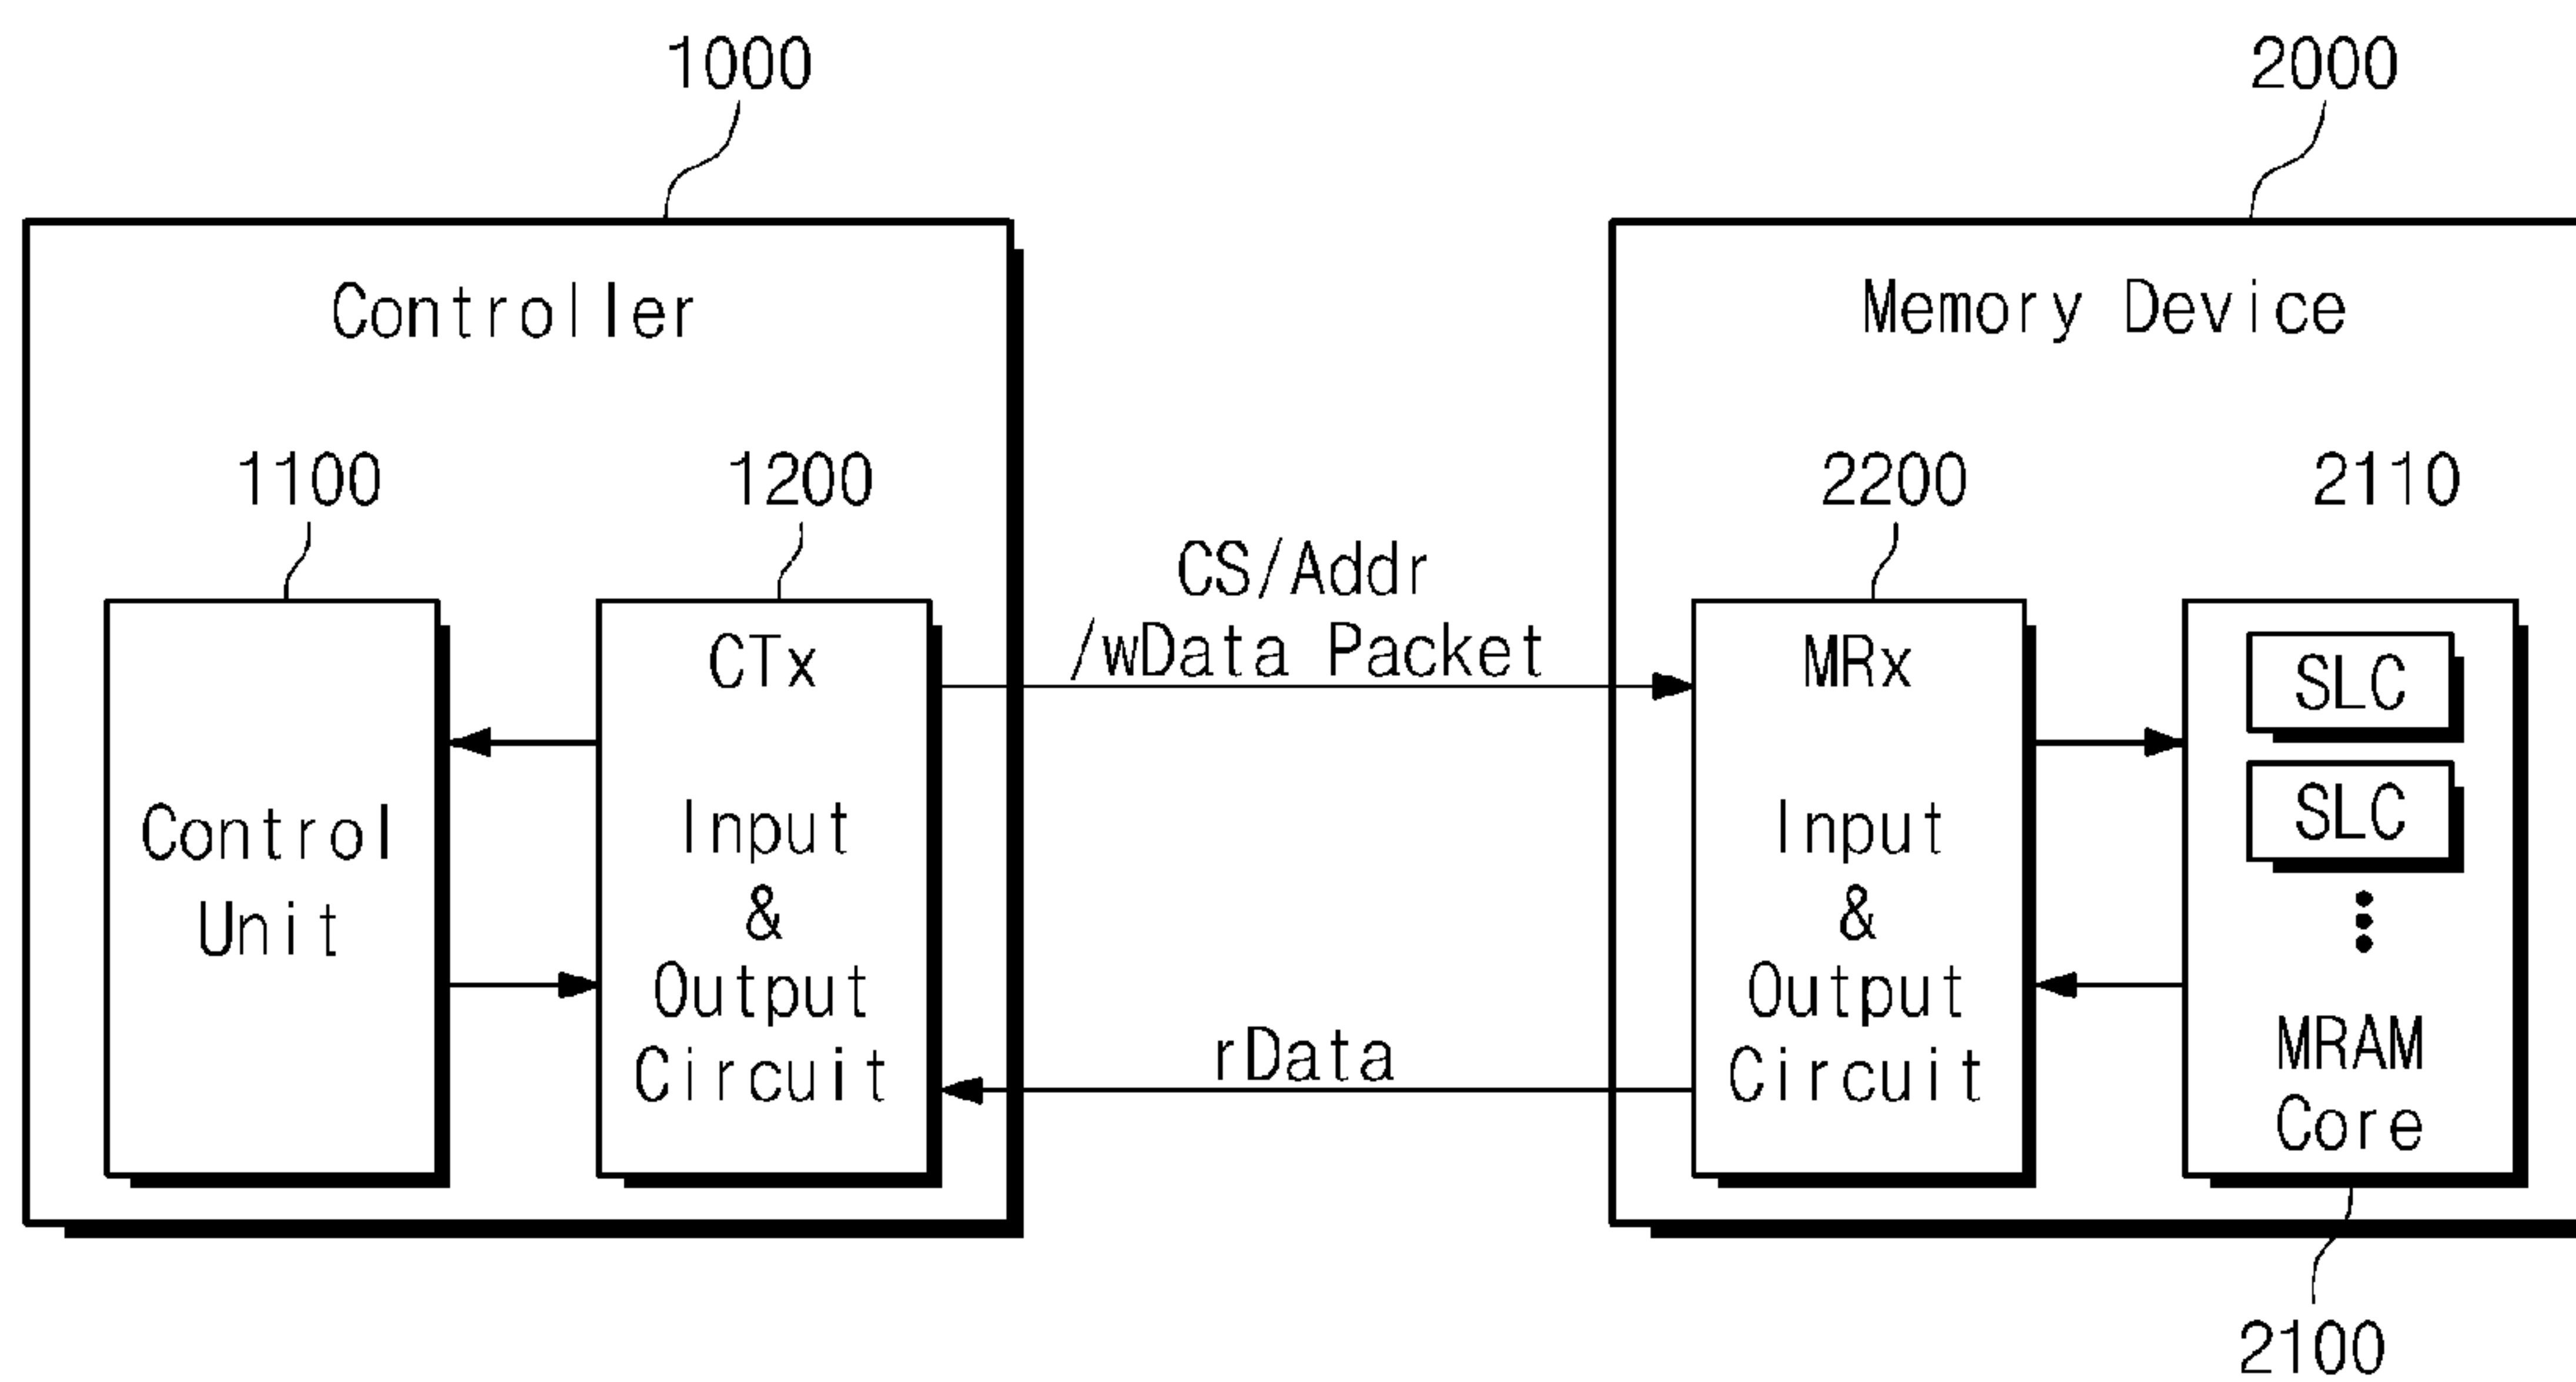 1000
2000
Controller
Memory Device
1100
1200
2200
2110
CS/Addr
/wData Packet
CTx
MRx
SLC
SLC
Control
Unit
Input
&
Output
Circuit
Input
&
Output
Circuit
rData
MRAM
Core
2100